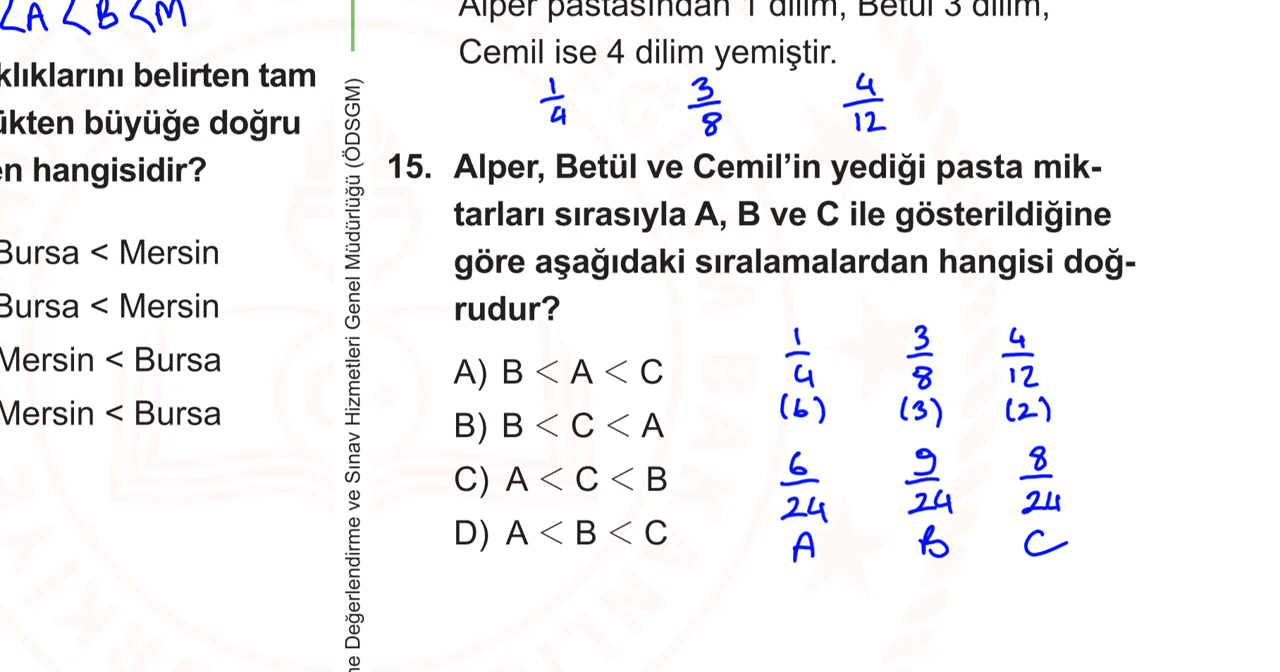 <A<B<M
klıklarını belirten tam
ükten büyüğe doğru
en hangisidir?
Bursa < Mersin
Bursa < Mersin
Mersin < Bursa
Mersin < Bursa
me Değerlendirme ve Sınav Hizmetleri Genel Müdürlüğü (ÖDSGM)
Alper pastasından 1 dilim, Betül 3 dilim,
Cemil ise 4 dilim yemiştir.
1/4 3/8 4/12
15. Alper, Betül ve Cemil’in yediği pasta mik-
tarları sırasıyla A, B ve C ile gösterildiğine
göre aşağıdaki sıralamalardan hangisi doğ-
rudur?
A) B < A < C
B) B < C < A
C) A < C < B
D) A < B < C
1/4 3/8 4/12
(6) (3) (2)
6/24 9/24 8/24
A B C